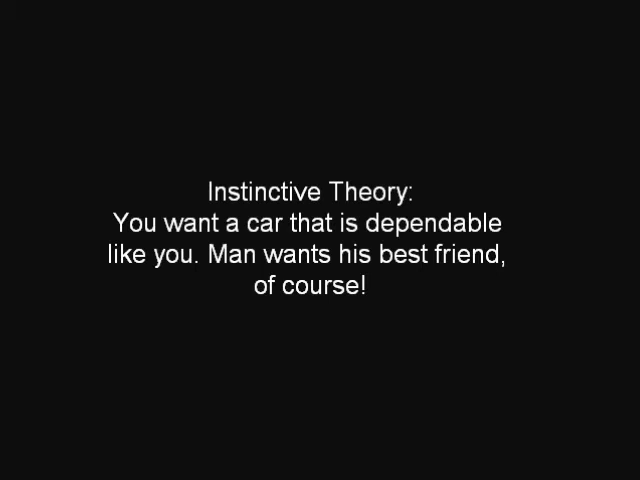 Instinctive Theory:
You want a car that is dependable
like you. Man wants his best friend,
of course!